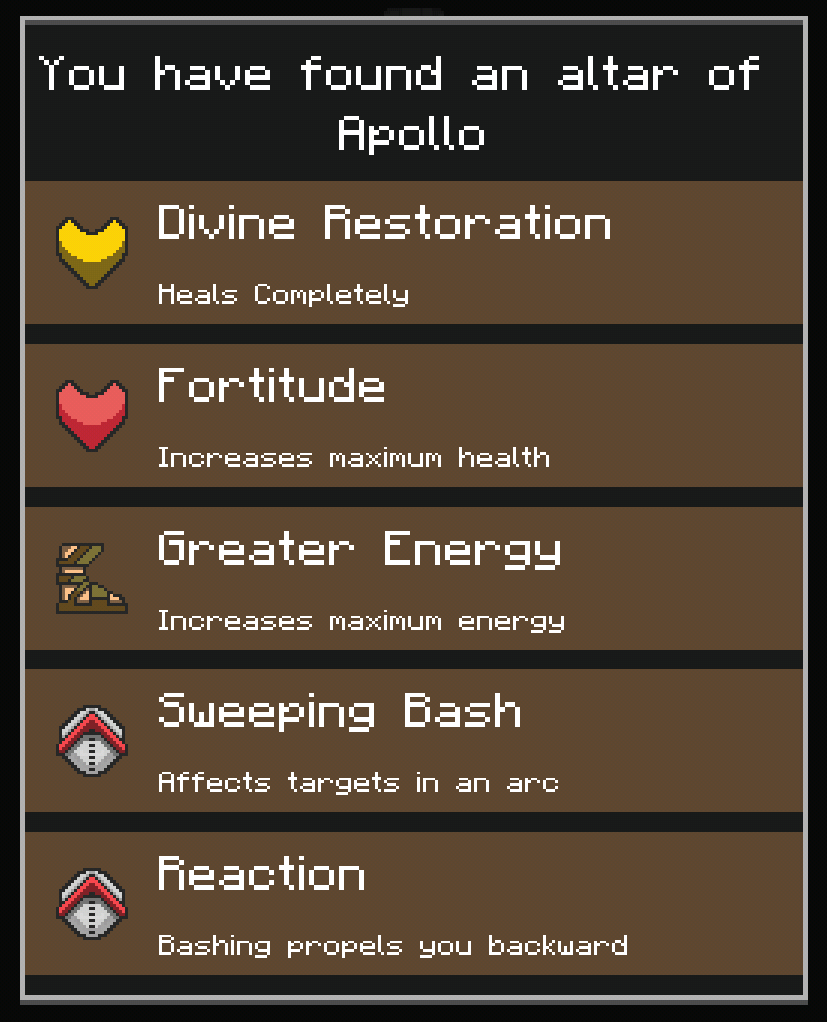 You have found an altar of
Apollo
Divine Restoration
Heals Completely
Fortitude
Increases maximum health
Greater Energy
Increases maximum energy
Sweeping Bash
Affects targets in an arc
Reaction
Bashing propels you backward